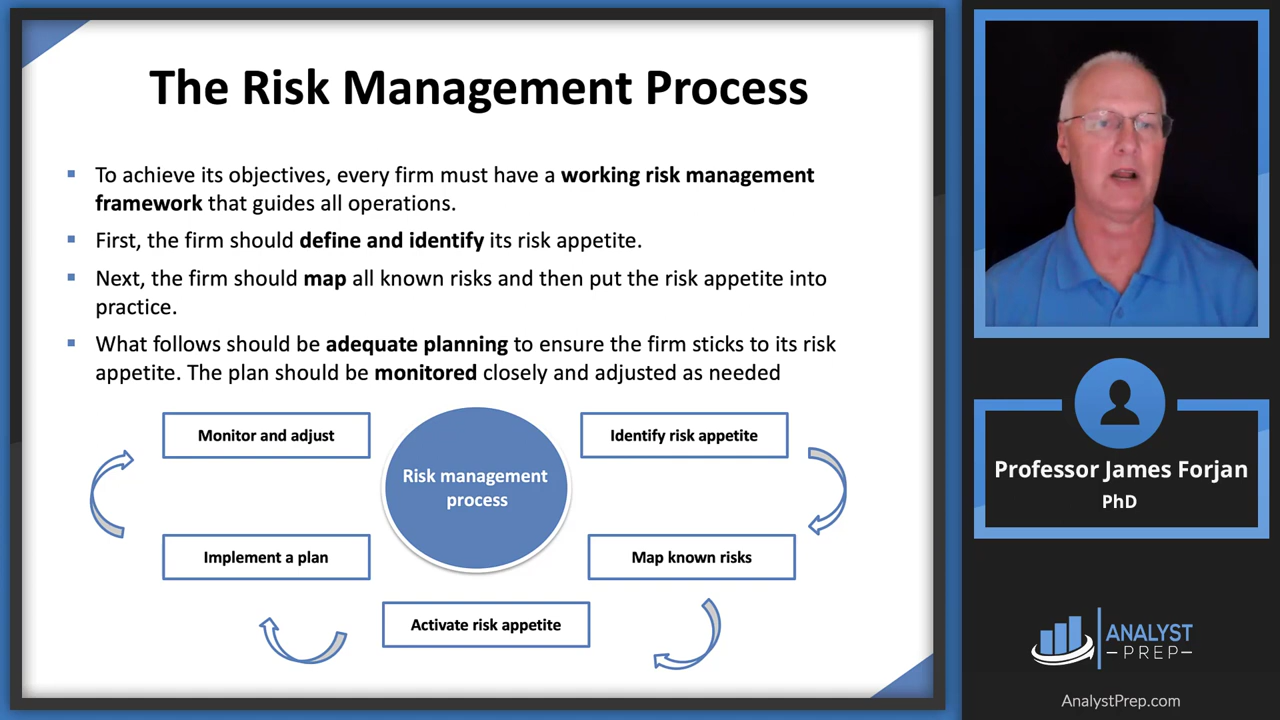 The Risk Management Process
To achieve its objectives, every firm must have a working risk management
framework that guides all operations.
First, the firm should define and identify its risk appetite.
Next, the firm should map all known risks and then put the risk appetite into
practice.
What follows should be adequate planning to ensure the firm sticks to its risk
appetite. The plan should be monitored closely and adjusted as needed
Monitor and adjust
Risk management
process
Identify risk appetite
Implement a plan
Map known risks
Activate risk appetite
Professor James Forjan
PhD
ANALYST
PREP
AnalystPrep.com